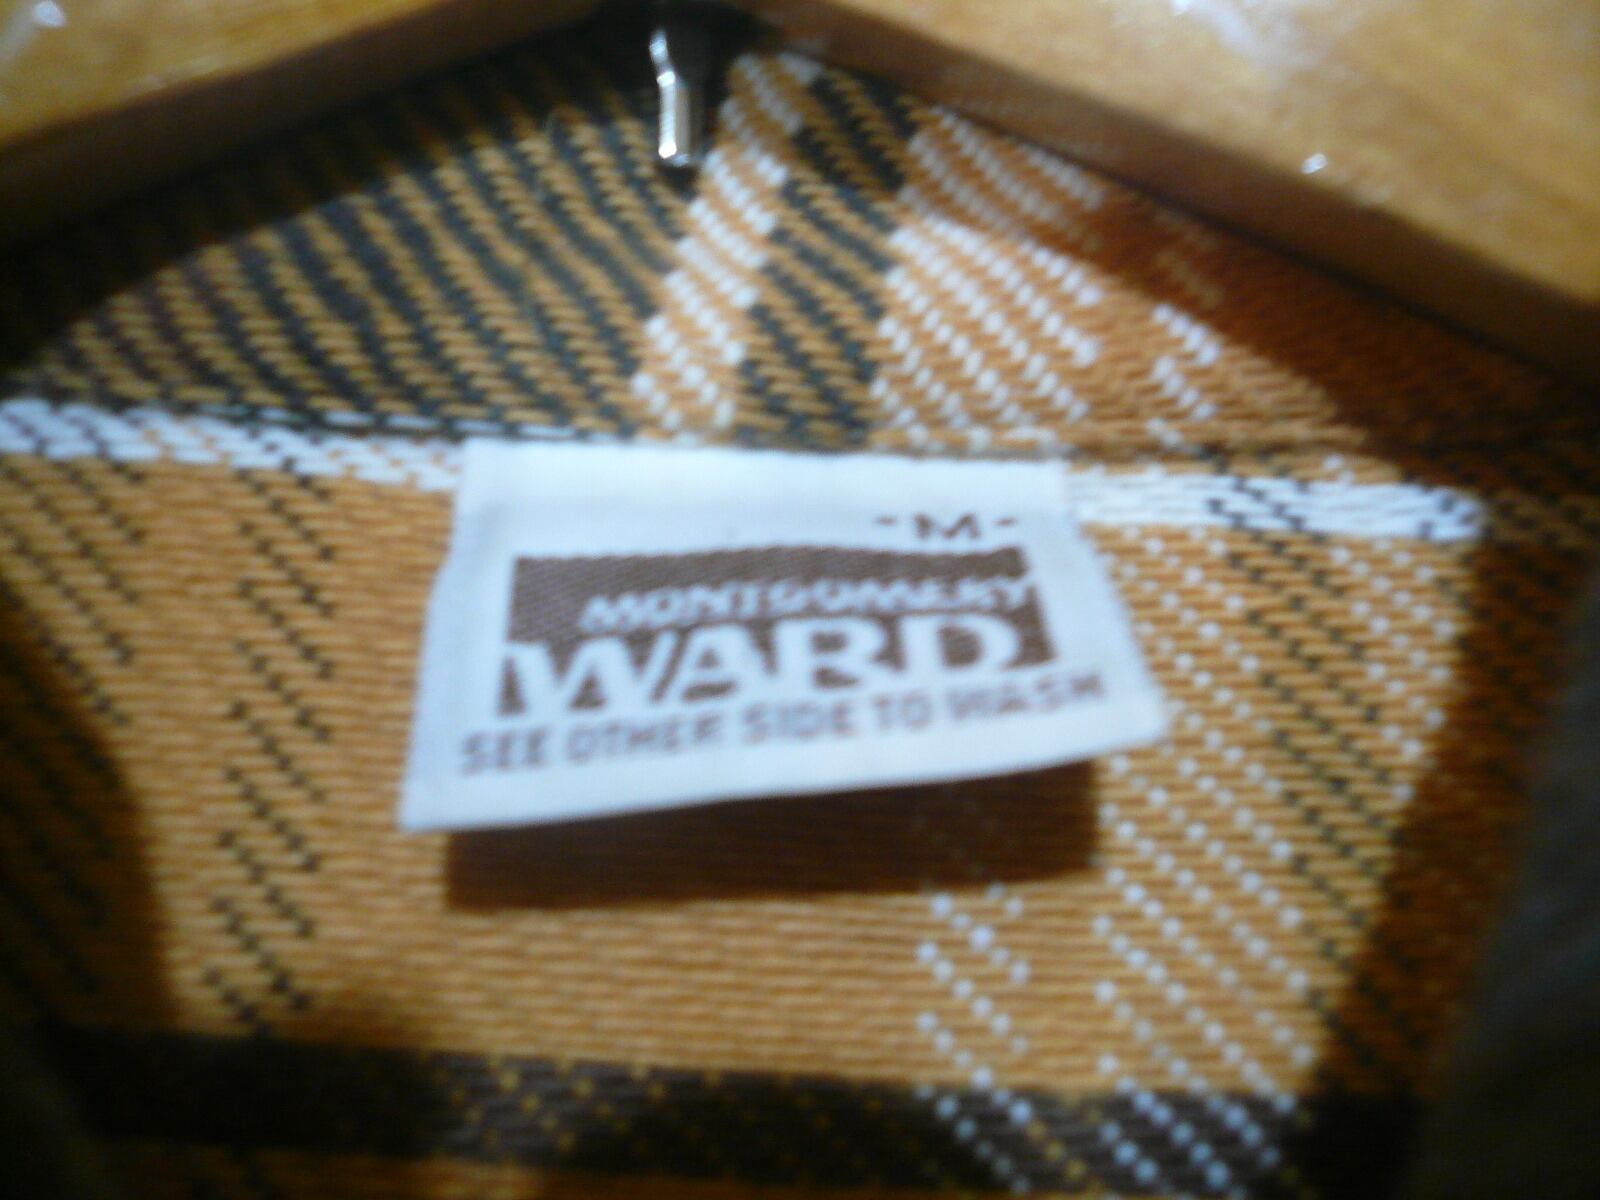 -M-
MONTGOMERY
WARD
SEE OTHER SIDE TO WASH